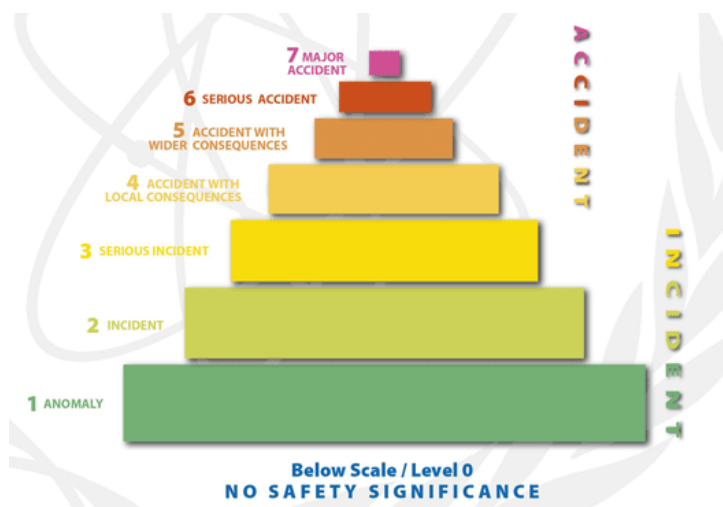 7 MAJOR
ACCIDENT
6 SERIOUS ACCIDENT
5 ACCIDENT WITH
WIDER CONSEQUENCES
4 ACCIDENT WITH
LOCAL CONSEQUENCES
3 SERIOUS INCIDENT
2 INCIDENT
1 ANOMALY
ACCIDENT
INCIDENT
Below Scale / Level 0
NO SAFETY SIGNIFICANCE